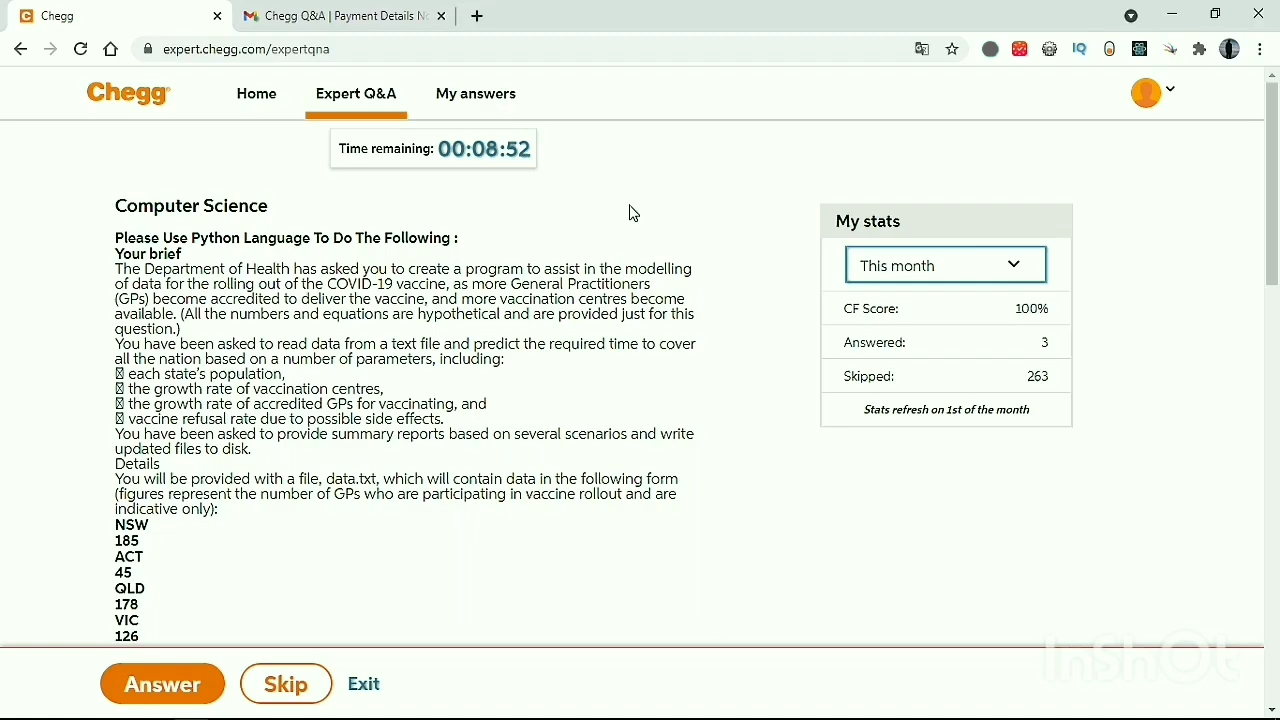 Chegg
Chegg Q&A | Payment Details No
expert.chegg.com/expertqna
Chegg
Home
Expert Q&A
My answers
Time remaining: 00:08:52
Computer Science
Please Use Python Language To Do The Following :
Your brief
The Department of Health has asked you to create a program to assist in the modelling
of data for the rolling out of the COVID-19 vaccine, as more General Practitioners
(GPs) become accredited to deliver the vaccine, and more vaccination centres become
available. (All the numbers and equations are hypothetical and are provided just for this
question.)
You have been asked to read data from a text file and predict the required time to cover
all the nation based on a number of parameters, including:
each state's population,
the growth rate of vaccination centres,
the growth rate of accredited GPs for vaccinating, and
vaccine refusal rate due to possible side effects.
You have been asked to provide summary reports based on several scenarios and write
updated files to disk.
Details
You will be provided with a file, data.txt, which will contain data in the following form
(figures represent the number of GPs who are participating in vaccine rollout and are
indicative only):
NSW
185
ACT
45
QLD
178
VIC
126
My stats
This month
CF Score: 100%
Answered: 3
Skipped: 263
Stats refresh on 1st of the month
Answer
Skip
Exit
InShOt